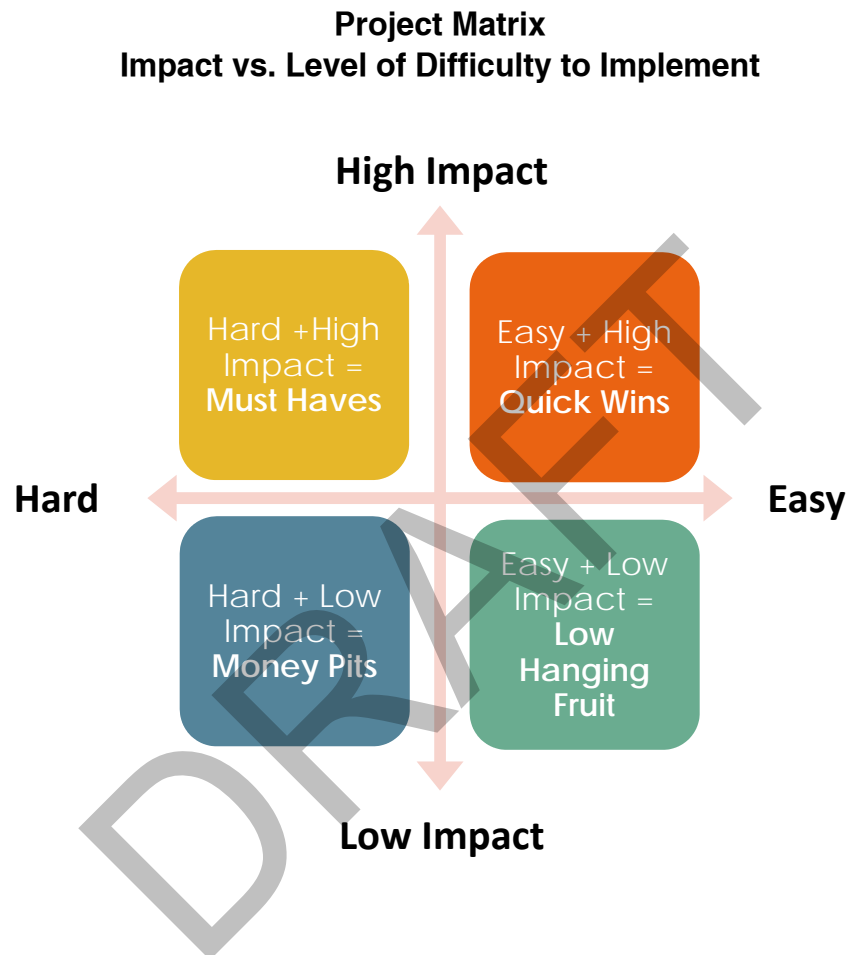 Project Matrix
Impact vs. Level of Difficulty to Implement
High Impact
Hard +High
Impact =
Must Haves
Easy + High
Impact =
Quick Wins
Hard
Easy
Hard + Low
Impact =
Money Pits
Easy + Low
Impact =
Low
Hanging
Fruit
Low Impact
DRAFT